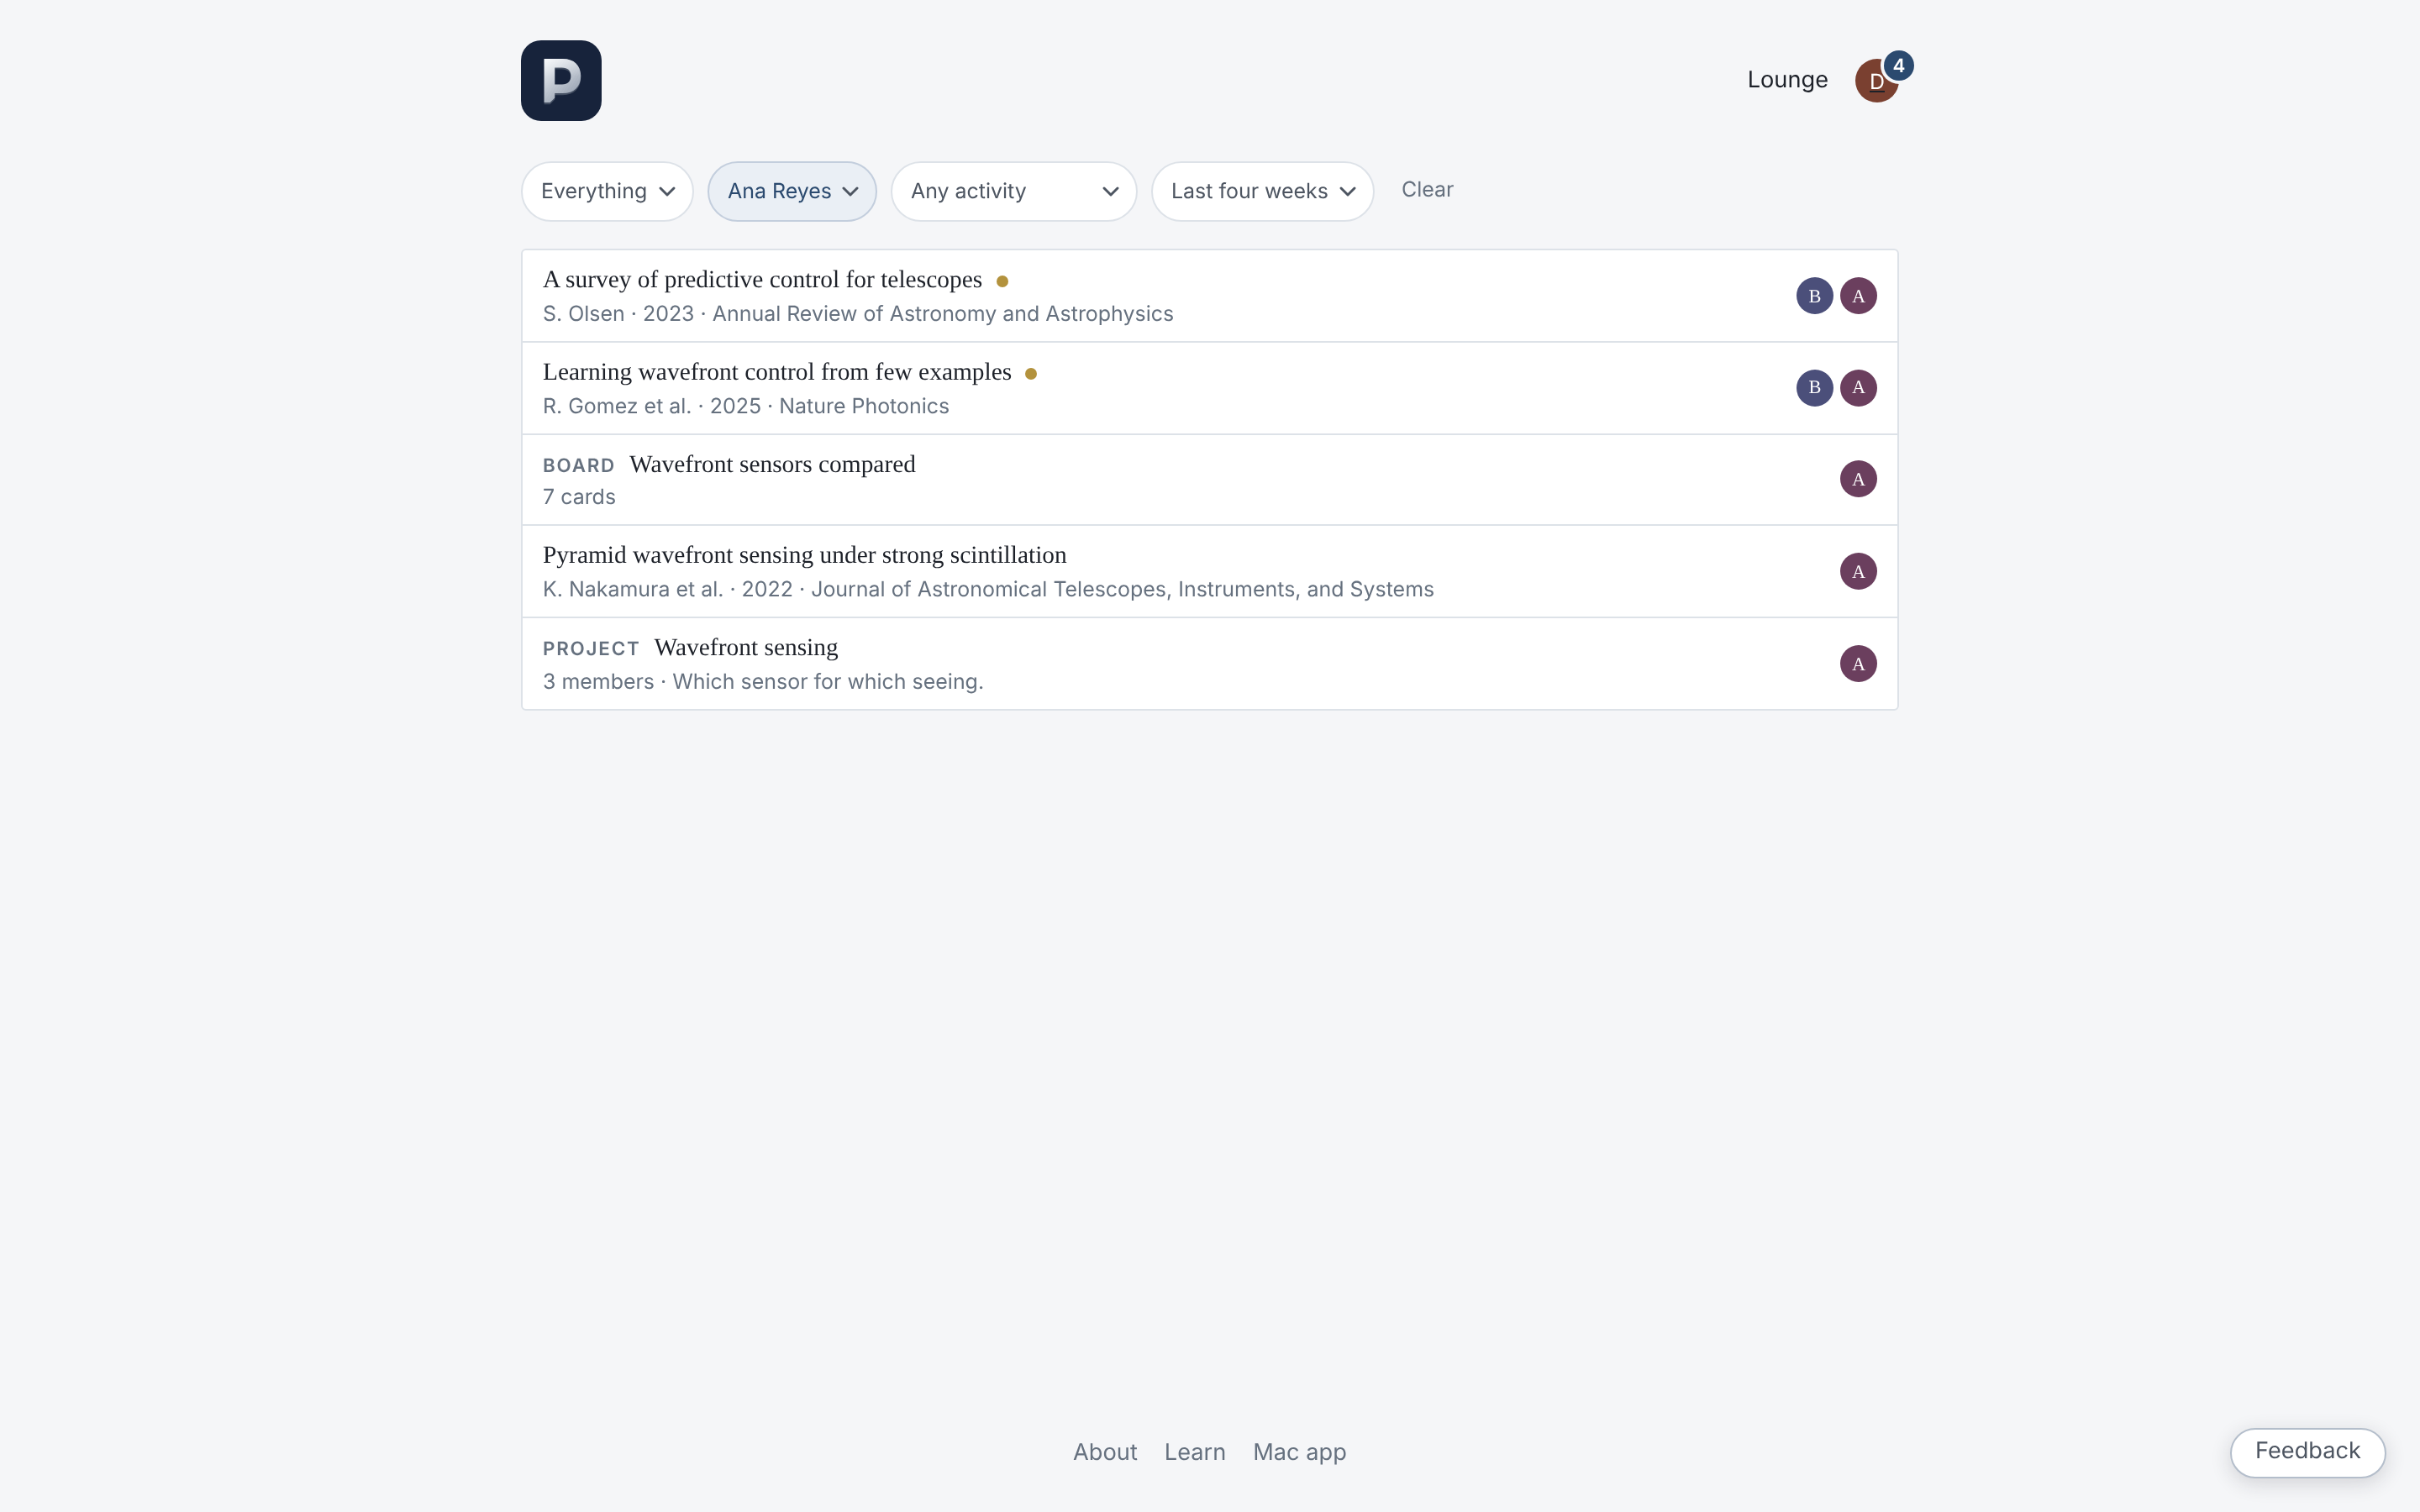 P
Lounge
D
4
Everything
Ana Reyes
Any activity
Last four weeks
Clear
A survey of predictive control for telescopes
S. Olsen · 2023 · Annual Review of Astronomy and Astrophysics
B A
Learning wavefront control from few examples
R. Gomez et al. · 2025 · Nature Photonics
B A
BOARD Wavefront sensors compared
7 cards
A
Pyramid wavefront sensing under strong scintillation
K. Nakamura et al. · 2022 · Journal of Astronomical Telescopes, Instruments, and Systems
A
PROJECT Wavefront sensing
3 members · Which sensor for which seeing.
A
About Learn Mac app
Feedback